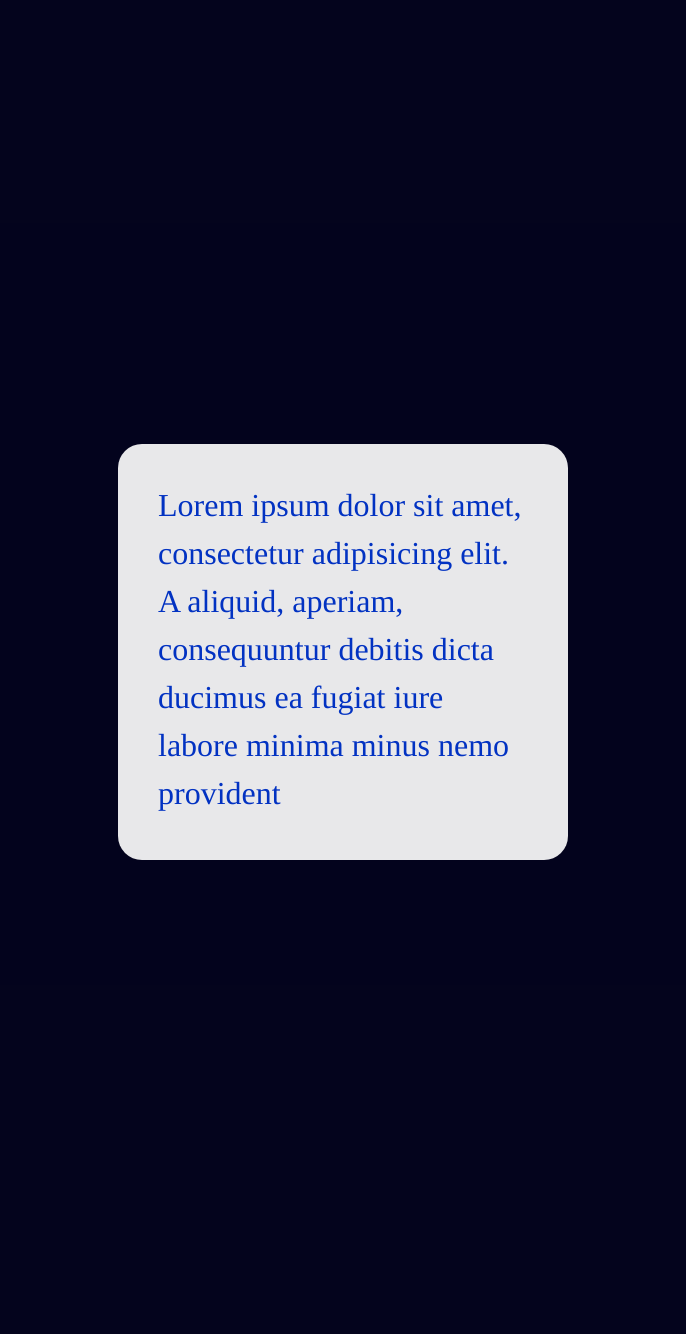 Lorem ipsum dolor sit amet,
consectetur adipisicing elit.
A aliquid, aperiam,
consequuntur debitis dicta
ducimus ea fugiat iure
labore minima minus nemo
provident